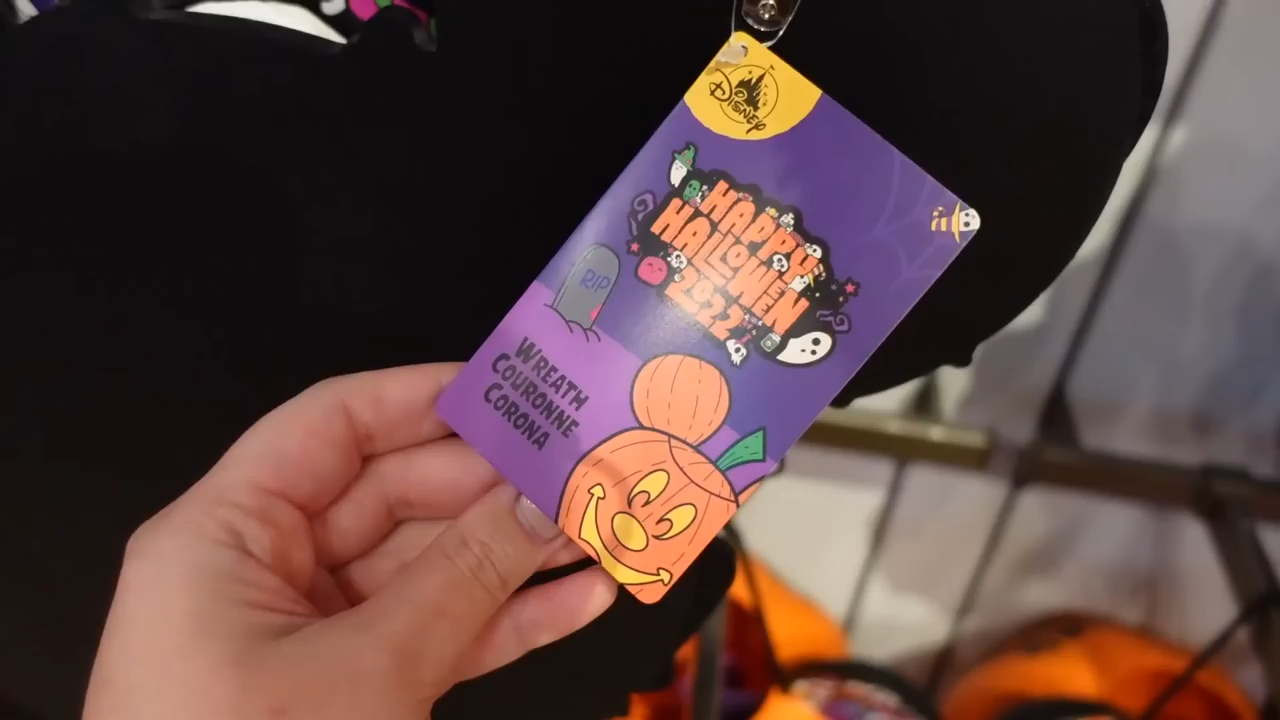 Disney
HAPPY
HALLOWEEN
2022
RIP
WREATH
COURONNE
CORONA